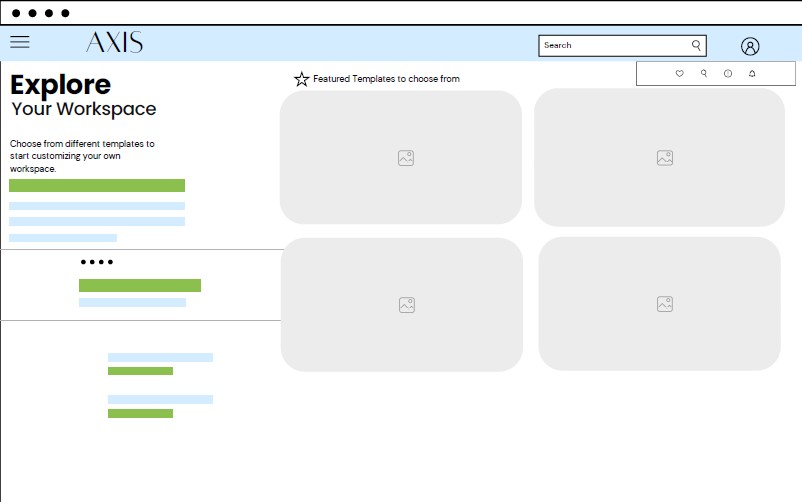 AXIS
Search
Explore
Your Workspace
Choose from different templates to
start customizing your own
workspace.
Featured Templates to choose from